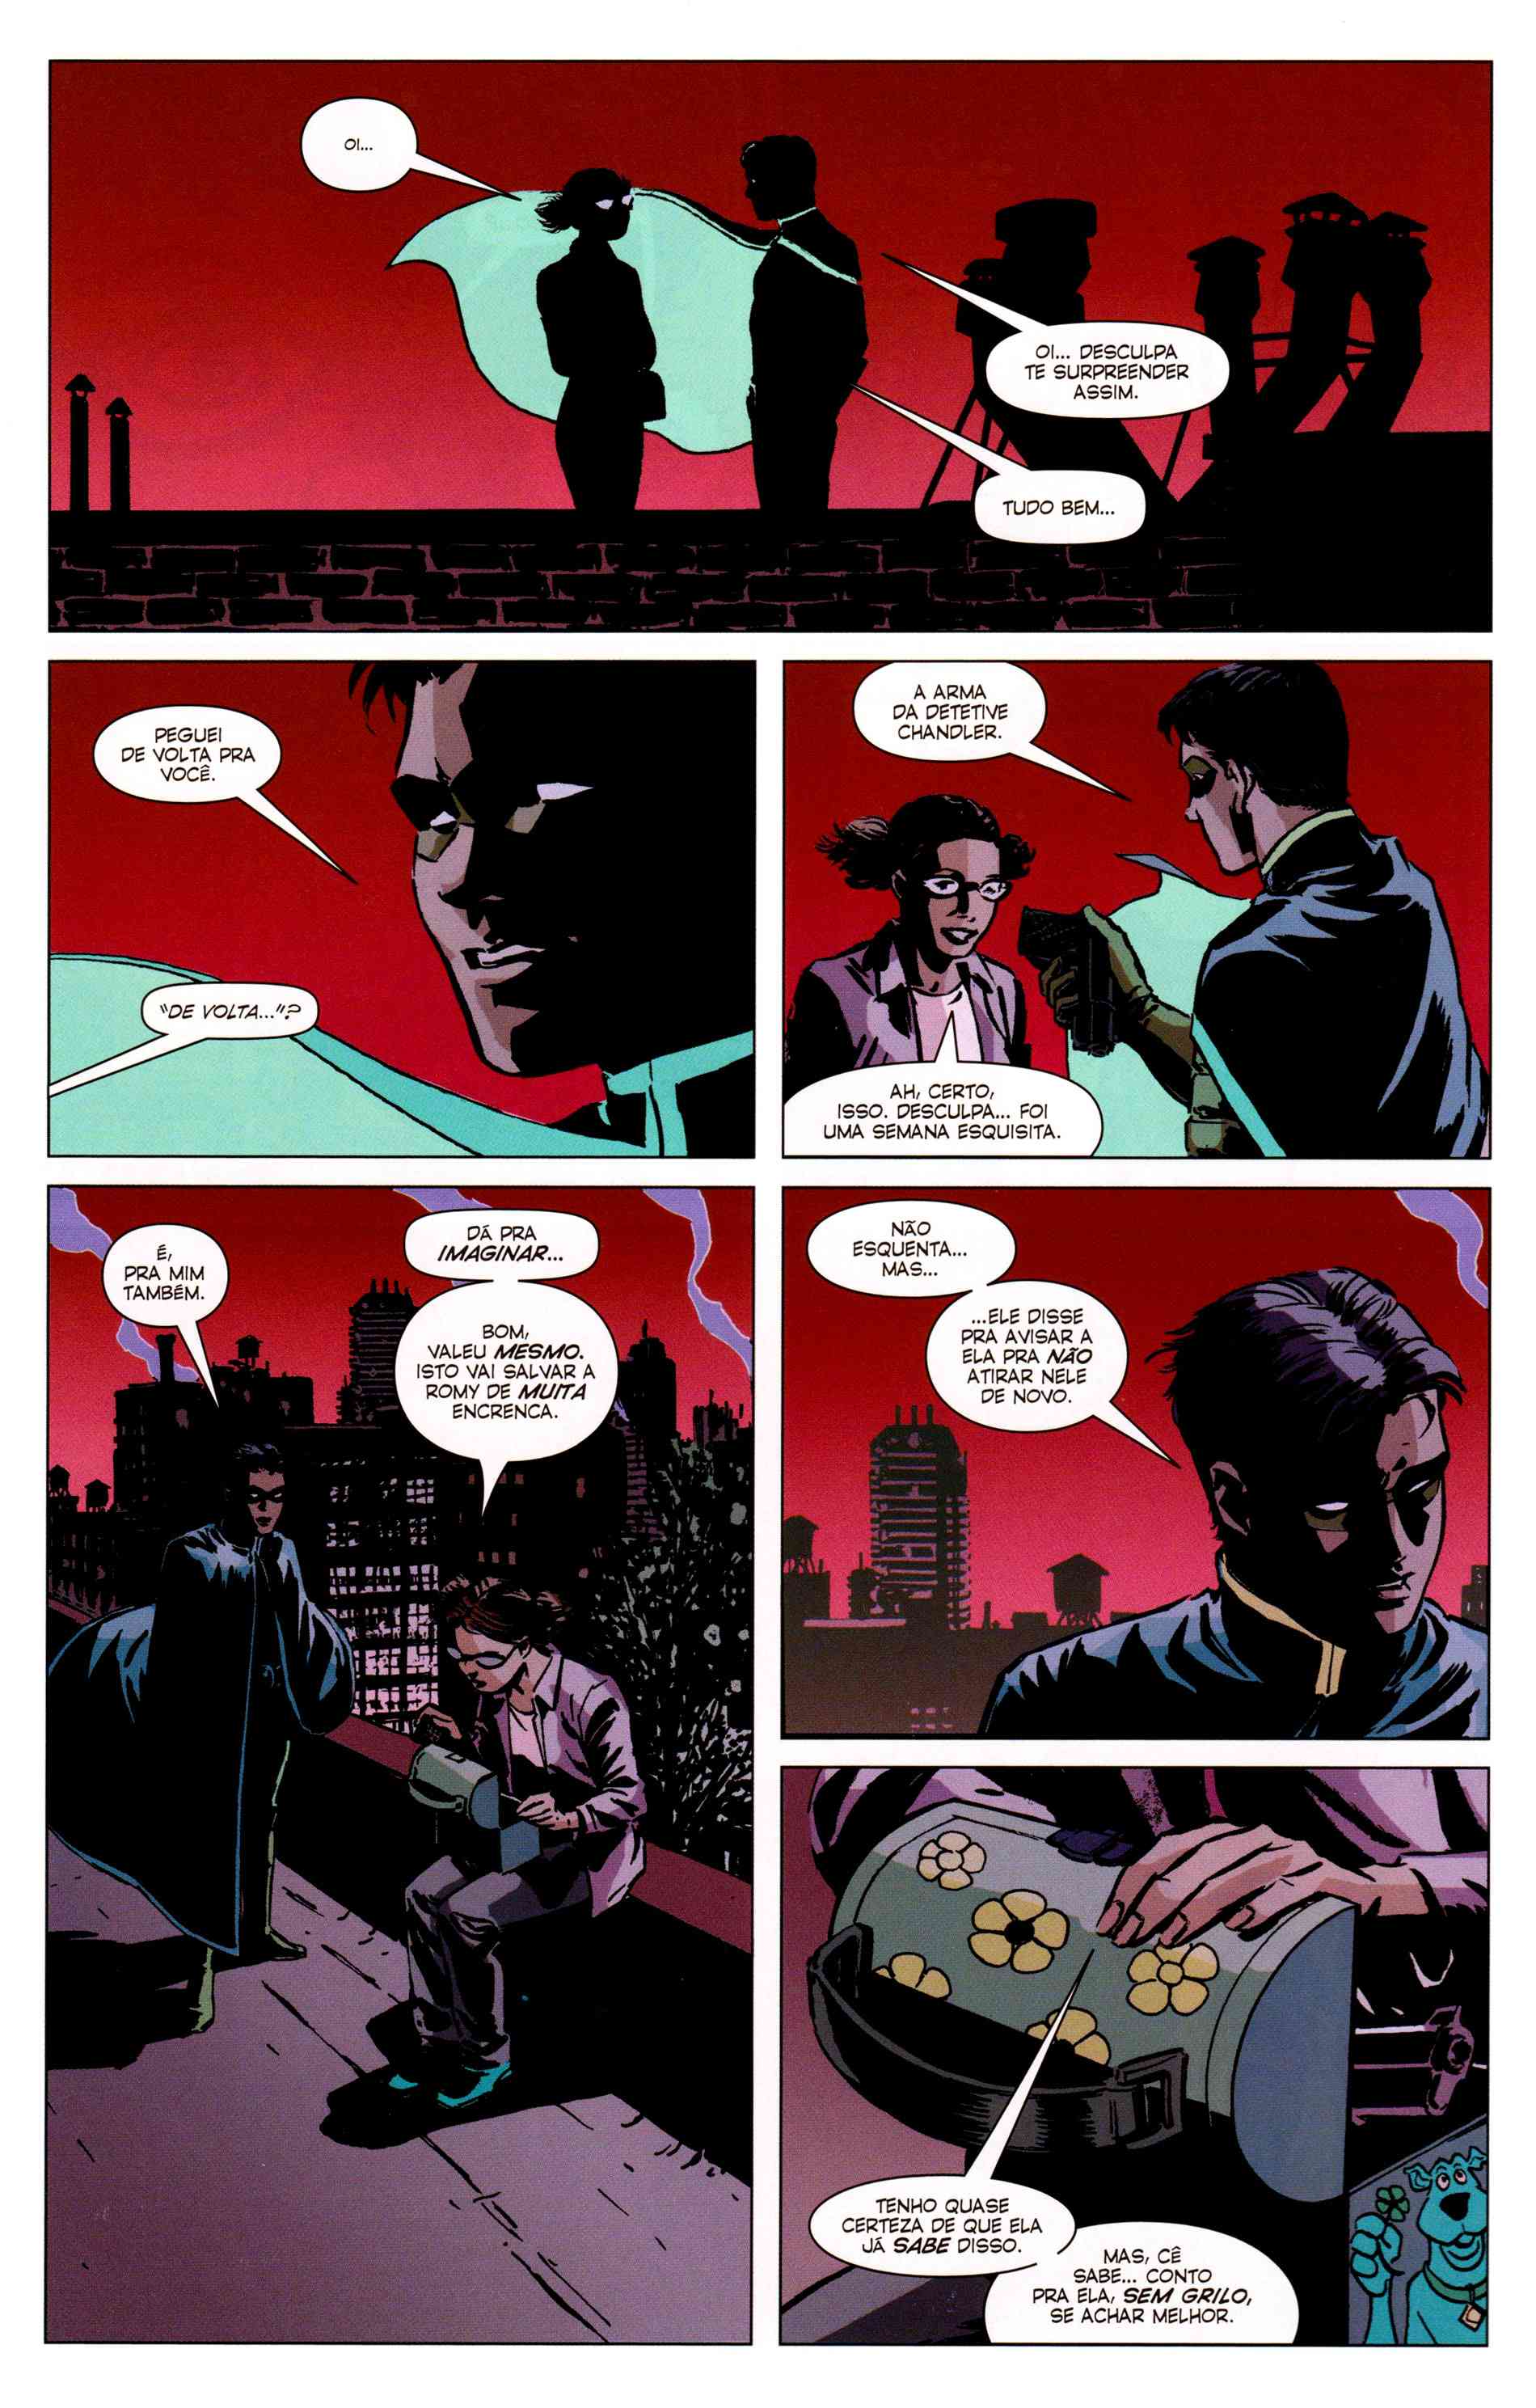 OI...
OI... DESCULPA
TE SURPREENDER
ASSIM.
TUDO BEM...
PEGUEI
DE VOLTA PRA
VOCÊ.
"DE VOLTA..."?
A ARMA
DA DETETIVE
CHANDLER.
AH, CERTO,
ISSO. DESCULPA... FOI
UMA SEMANA ESQUISITA.
É,
PRA MIM
TAMBÉM.
DÁ PRA
IMAGINAR...
BOM,
VALEU MESMO.
ISTO VAI SALVAR A
ROMY DE MUITA
ENCRENCA.
NÃO
ESQUENTA...
MAS...
...ELE DISSE
PRA AVISAR A
ELA PRA NÃO
ATIRAR NELE
DE NOVO.
TENHO QUASE
CERTEZA DE QUE ELA
JÁ SABE DISSO.
MAS, CÊ
SABE... CONTO
PRA ELA, SEM GRILO,
SE ACHAR MELHOR.